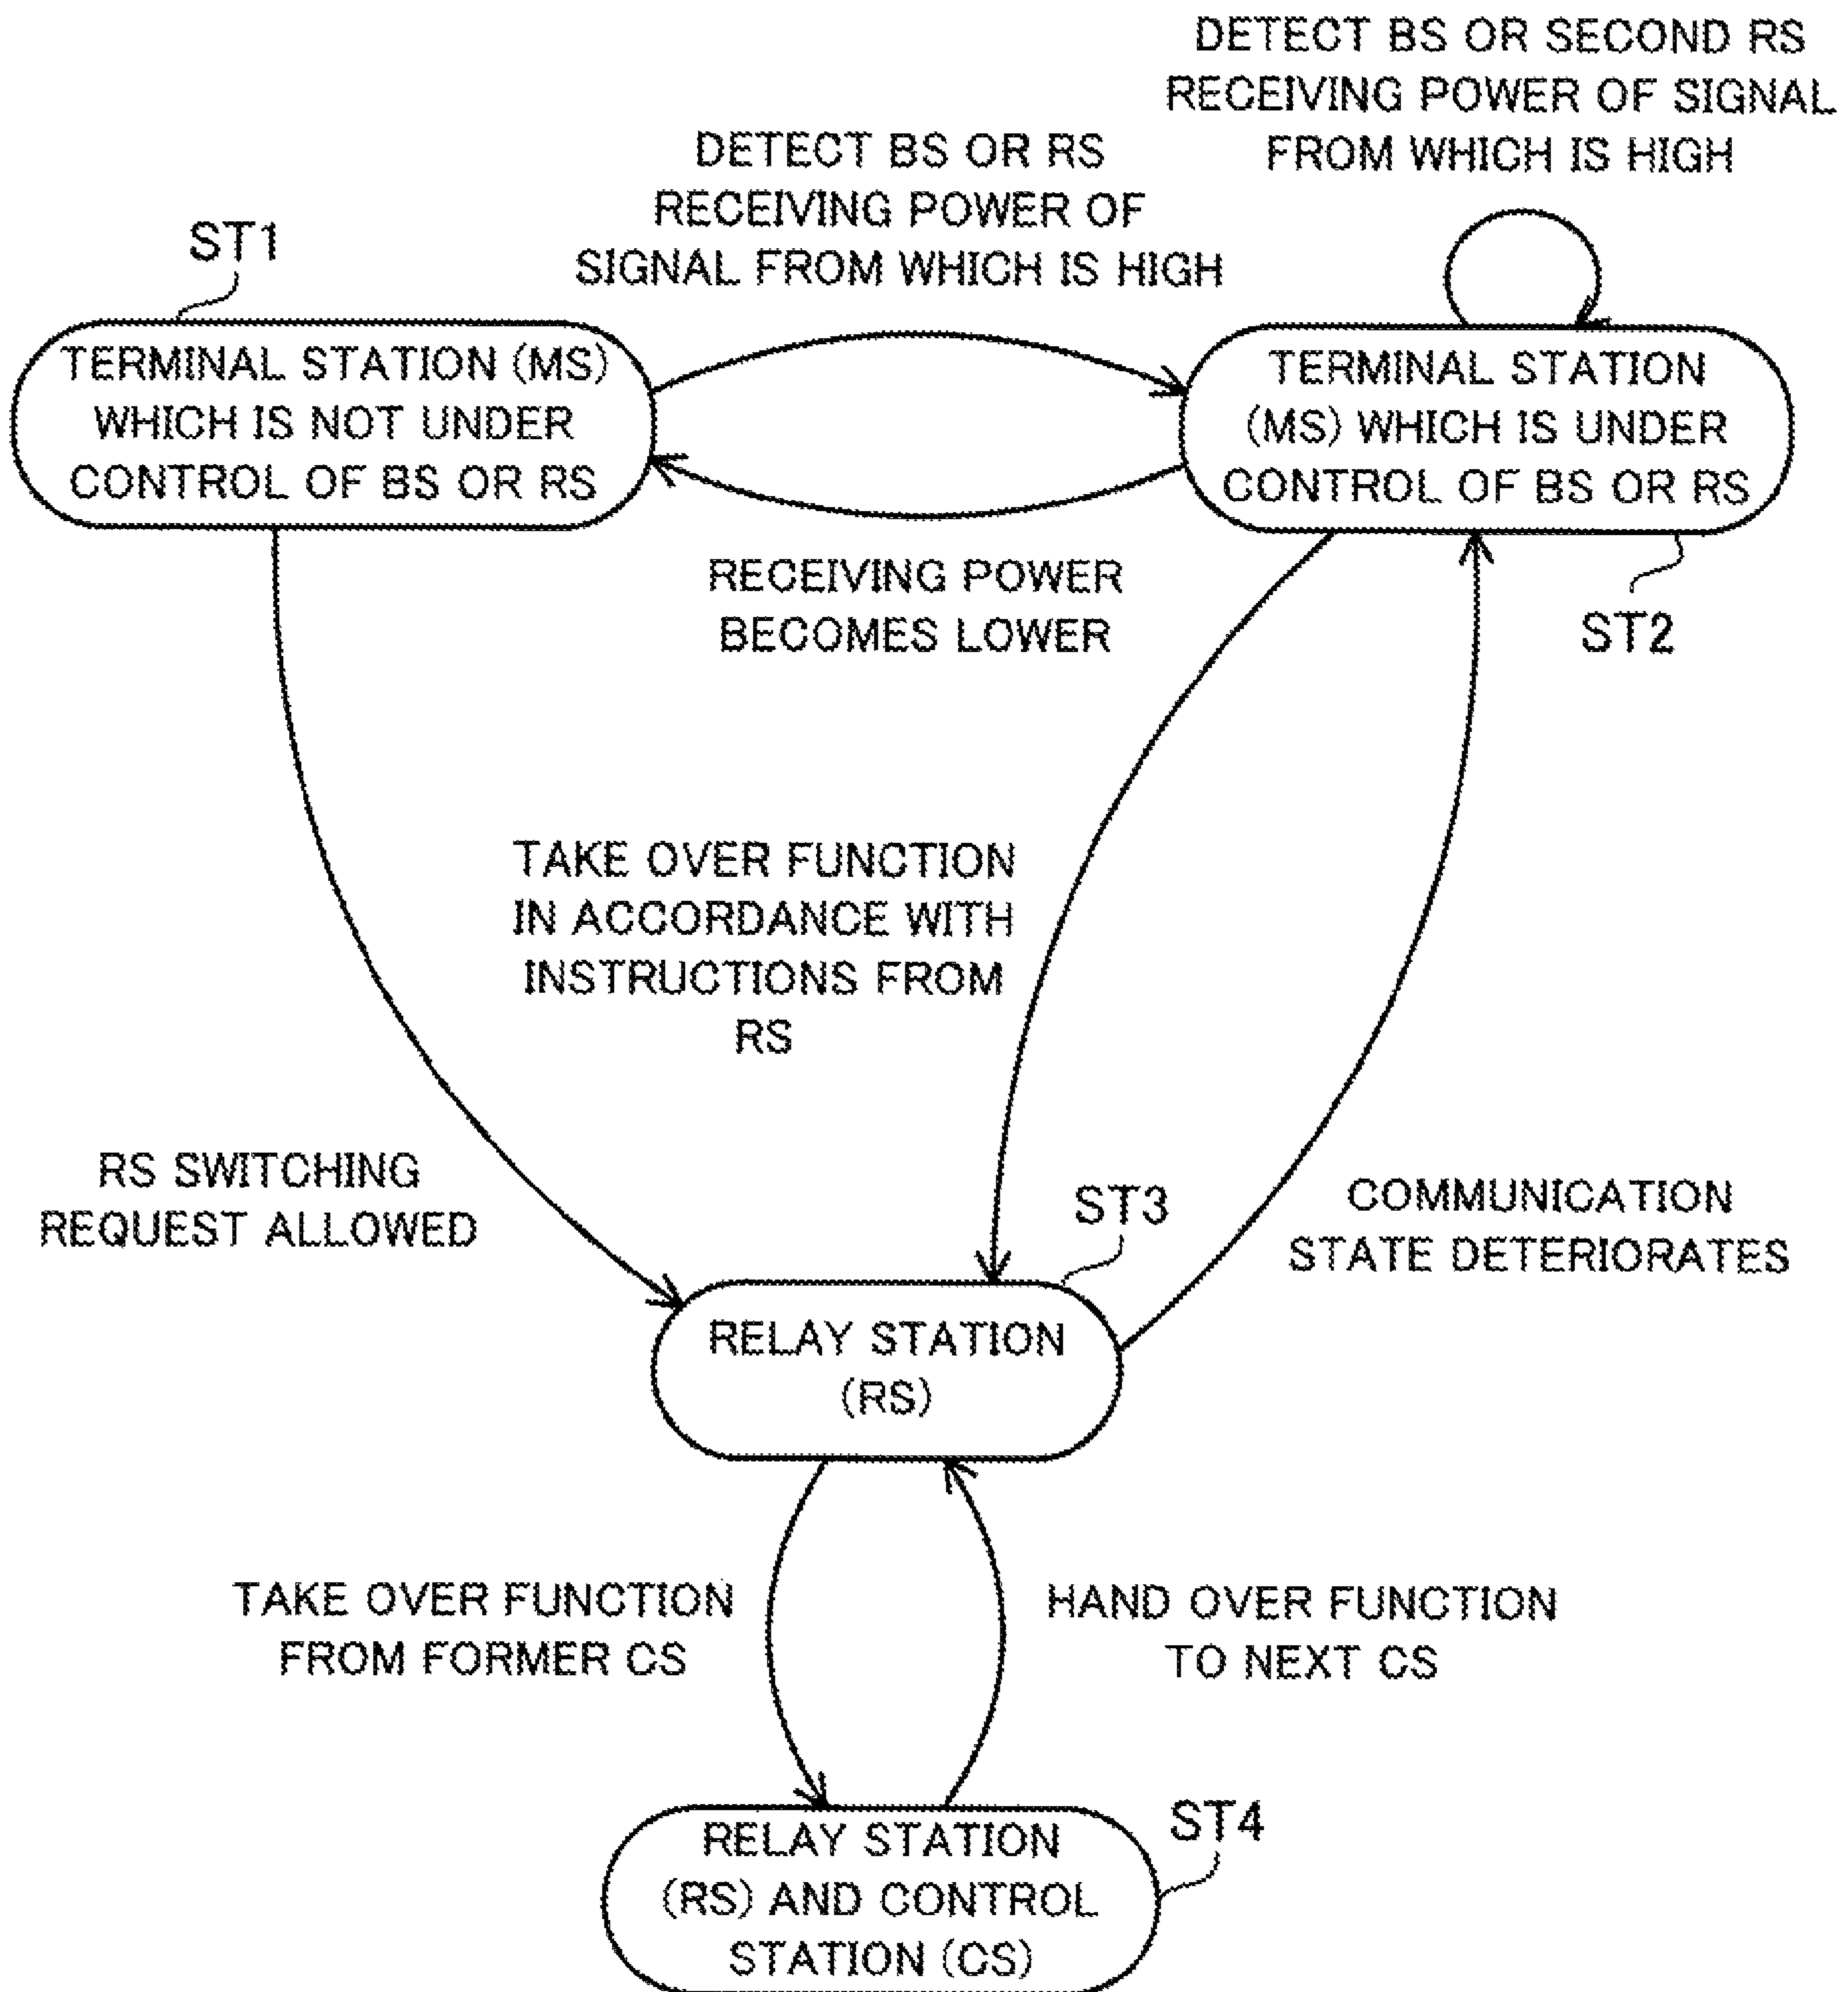 DETECT BS OR SECOND RS
RECEIVING POWER OF SIGNAL
FROM WHICH IS HIGH
DETECT BS OR RS
RECEIVING POWER OF
SIGNAL FROM WHICH IS HIGH
ST1
TERMINAL STATION (MS)
WHICH IS NOT UNDER
CONTROL OF BS OR RS
TERMINAL STATION
(MS) WHICH IS UNDER
CONTROL OF BS OR RS
RECEIVING POWER
BECOMES LOWER
ST2
TAKE OVER FUNCTION
IN ACCORDANCE WITH
INSTRUCTIONS FROM
RS
RS SWITCHING
REQUEST ALLOWED
ST3
COMMUNICATION
STATE DETERIORATES
RELAY STATION
(RS)
TAKE OVER FUNCTION
FROM FORMER CS
HAND OVER FUNCTION
TO NEXT CS
ST4
RELAY STATION
(RS) AND CONTROL
STATION (CS)